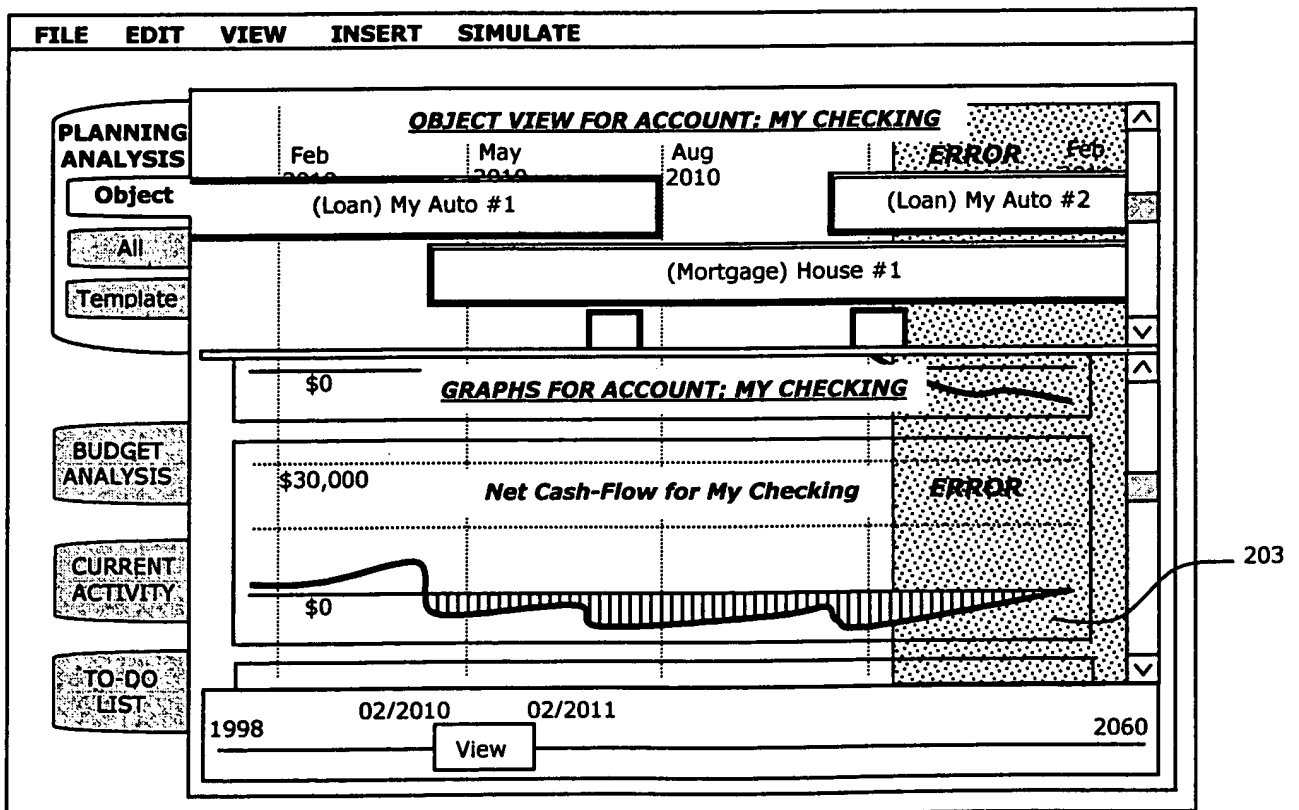 FILE EDIT VIEW INSERT SIMULATE
PLANNING
ANALYSIS
Object
All
Template
BUDGET
ANALYSIS
CURRENT
ACTIVITY
TO-DO
LIST
OBJECT VIEW FOR ACCOUNT: MY CHECKING
Feb
2010
May
2010
Aug
2010
ERROR
Feb
(Loan) My Auto #1
(Loan) My Auto #2
(Mortgage) House #1
$0
GRAPHS FOR ACCOUNT: MY CHECKING
$30,000
Net Cash-Flow for My Checking
ERROR
$0
203
02/2010 02/2011
1998
2060
View